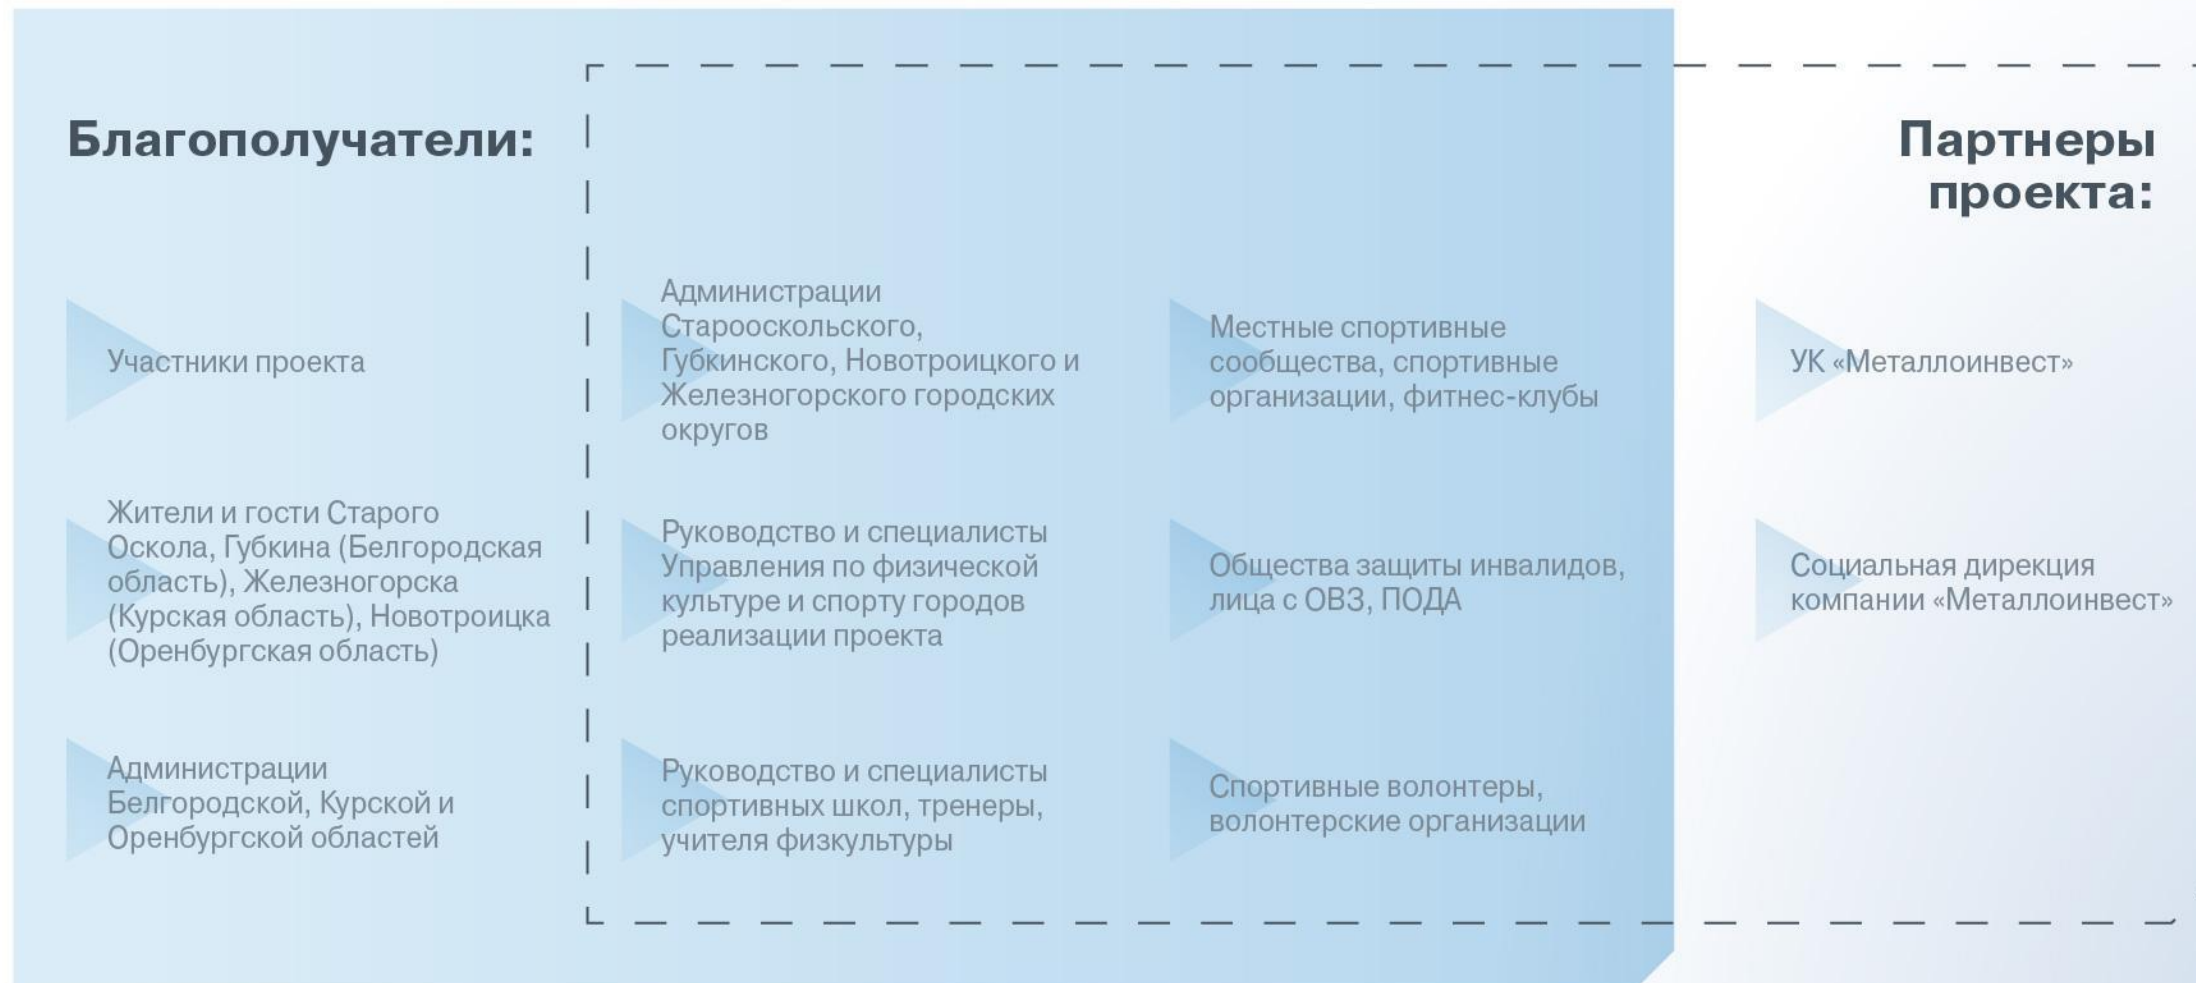 Благополучатели:
Участники проекта
Жители и гости Старого
Оскола, Губкина (Белгородская
область), Железногорска
(Курская область), Новотроицка
(Оренбургская область)
Администрации
Белгородской, Курской и
Оренбургской областей
Администрации
Старооскольского,
Губкинского, Новотроицкого и
Железногорского городских
округов
Руководство и специалисты
Управления по физической
культуре и спорту городов
реализации проекта
Руководство и специалисты
спортивных школ, тренеры,
учителя физкультуры
Местные спортивные
сообщества, спортивные
организации, фитнес-клубы
Общества защиты инвалидов,
лица с ОВЗ, ПОДА
Спортивные волонтеры,
волонтерские организации
Партнеры
проекта:
УК «Металлоинвест»
Социальная дирекция
компании «Металлоинвест»